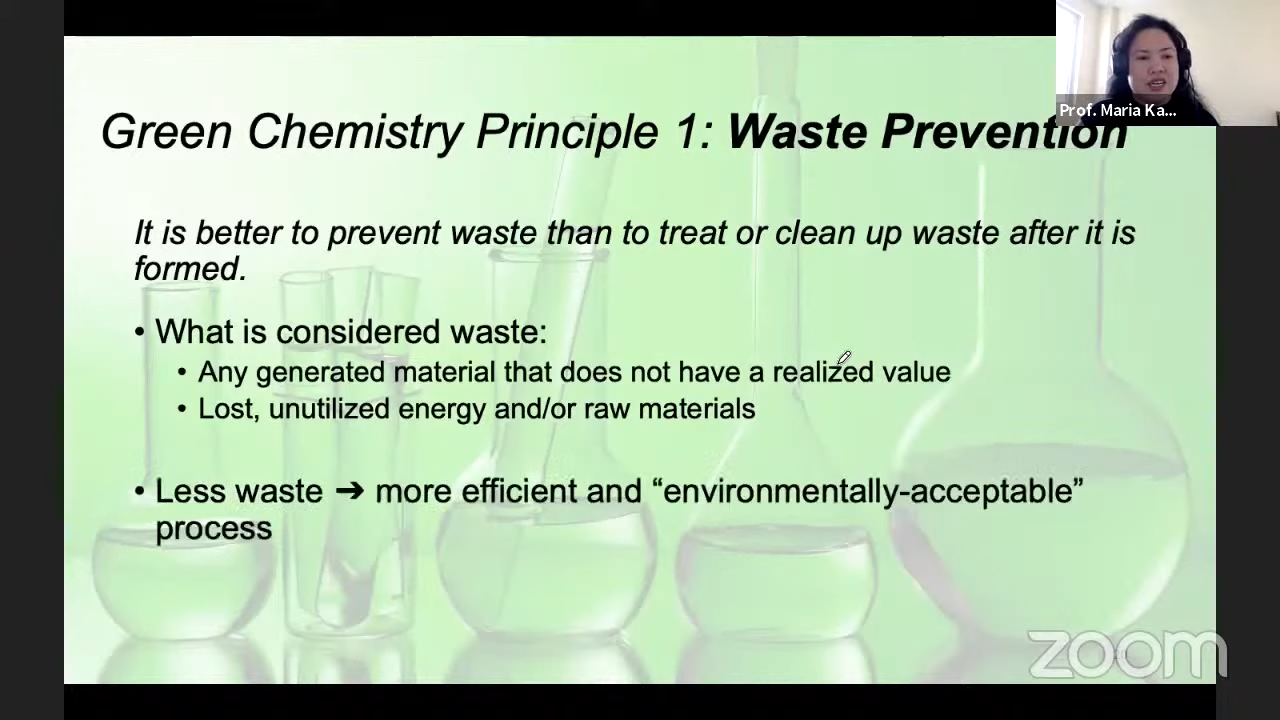 Prof. Maria Ka...
Green Chemistry Principle 1: Waste Prevention
It is better to prevent waste than to treat or clean up waste after it is
formed.
• What is considered waste:
• Any generated material that does not have a realized value
• Lost, unutilized energy and/or raw materials
• Less waste ➔ more efficient and “environmentally-acceptable”
process
zoom